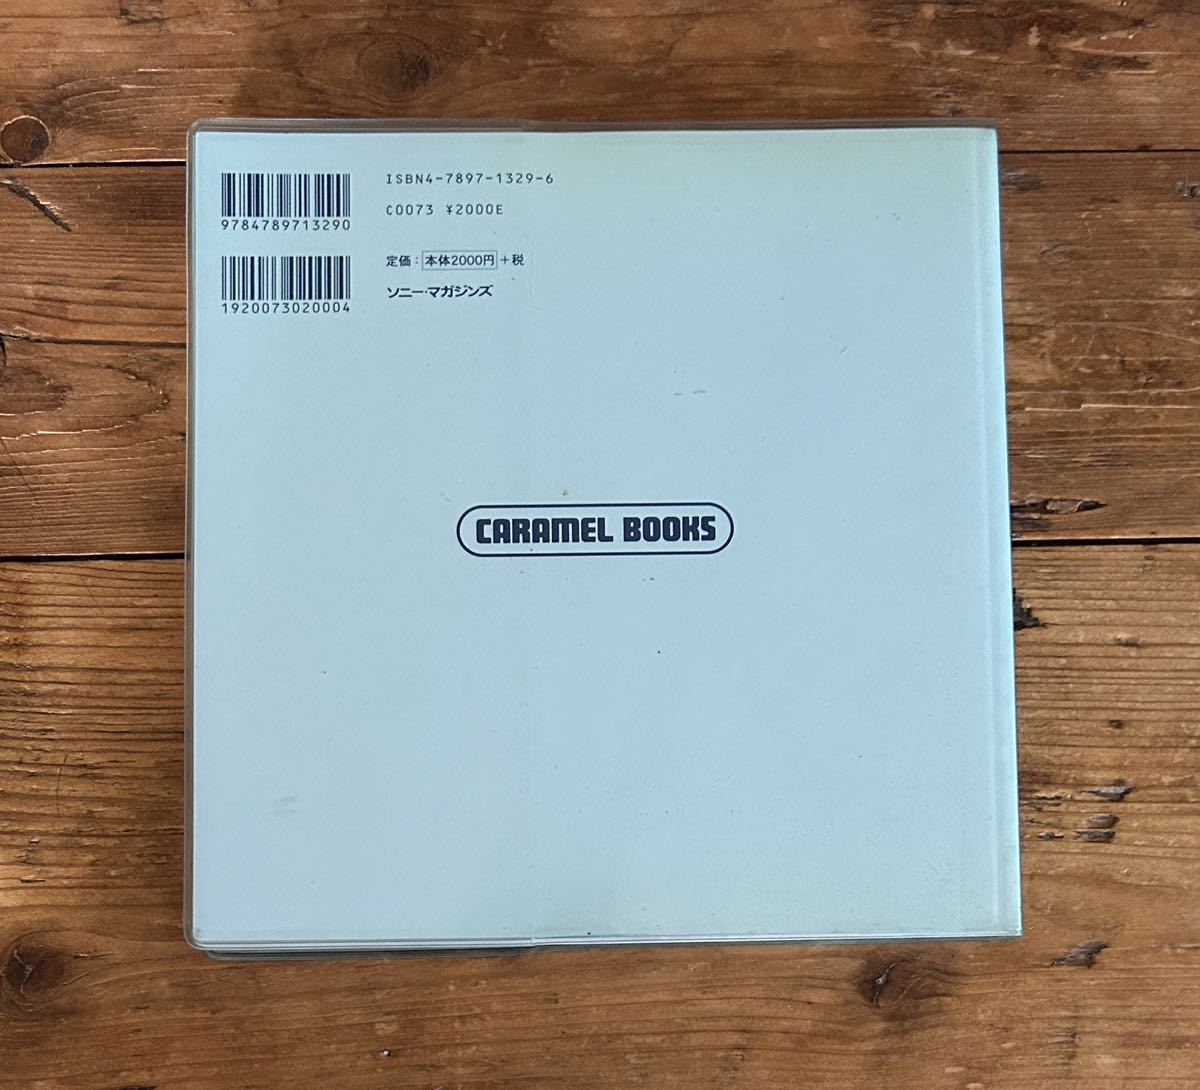 ISBN4-7897-1329-6
9784789713290
C0073 ¥2000E
定価：本体2000円＋税
1920073020004
ソニー・マガジンズ
CARAMEL BOOKS